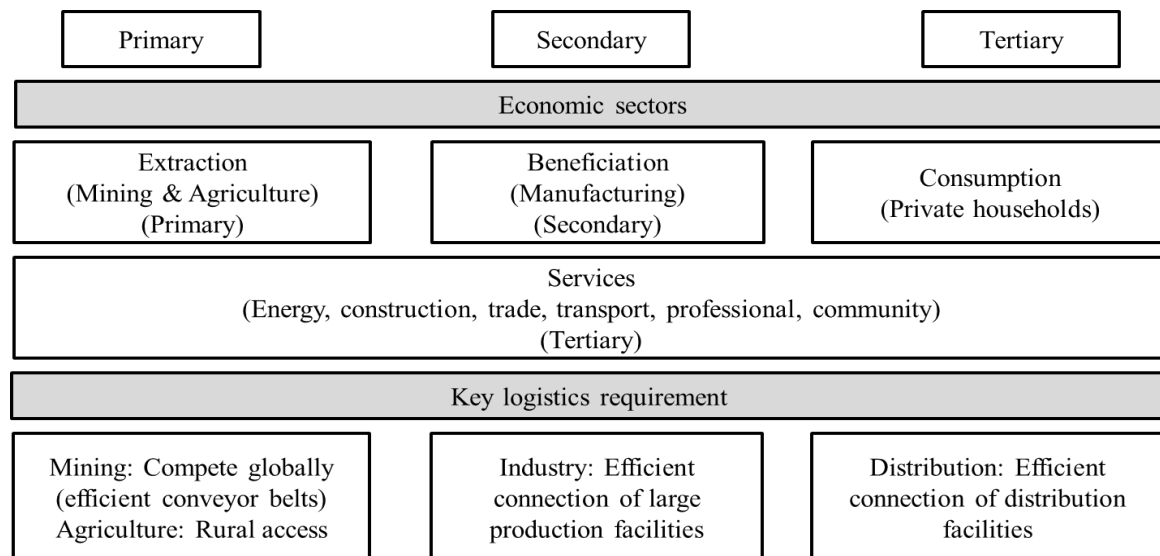 Primary
Secondary
Tertiary
Economic sectors
Extraction
(Mining & Agriculture)
(Primary)
Beneficiation
(Manufacturing)
(Secondary)
Consumption
(Private households)
Services
(Energy, construction, trade, transport, professional, community)
(Tertiary)
Key logistics requirement
Mining: Compete globally
(efficient conveyor belts)
Agriculture: Rural access
Industry: Efficient
connection of large
production facilities
Distribution: Efficient
connection of distribution
facilities